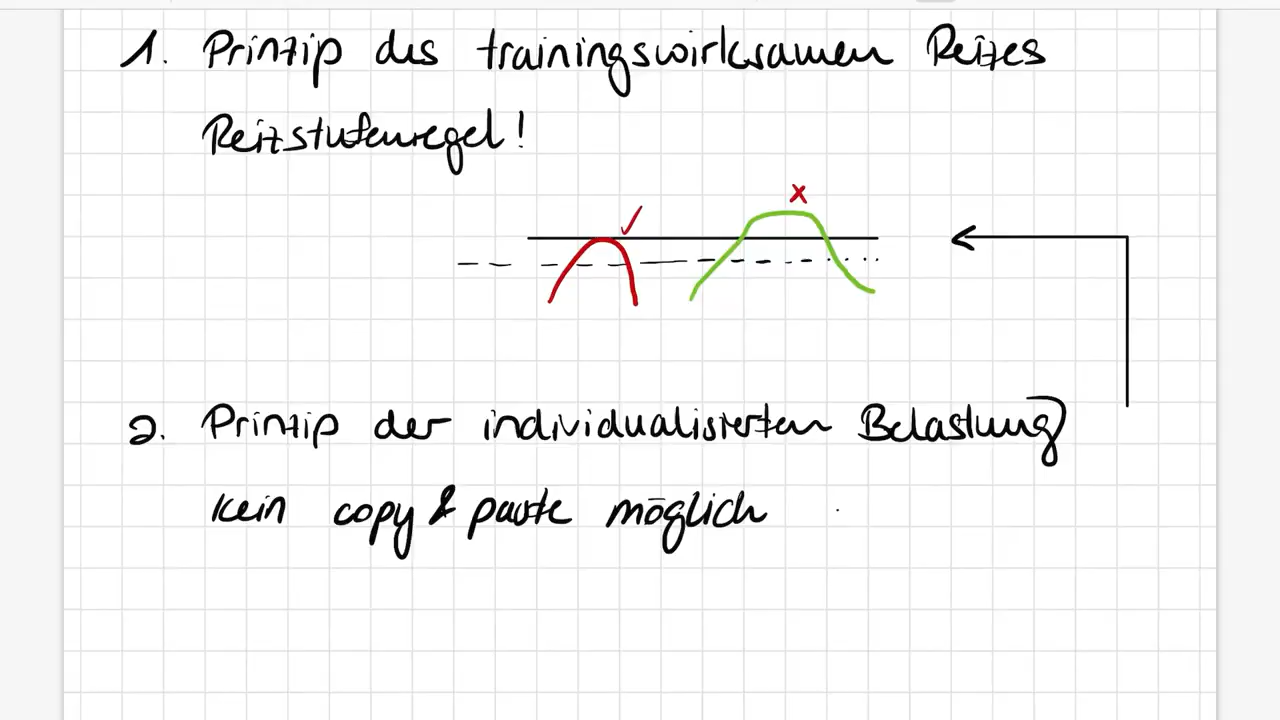 1. Prinzip des trainingswirksamen Reizes
Reizstufenregel!
✓ x
2. Prinzip der individualisierten Belastung
kein copy & paste möglich